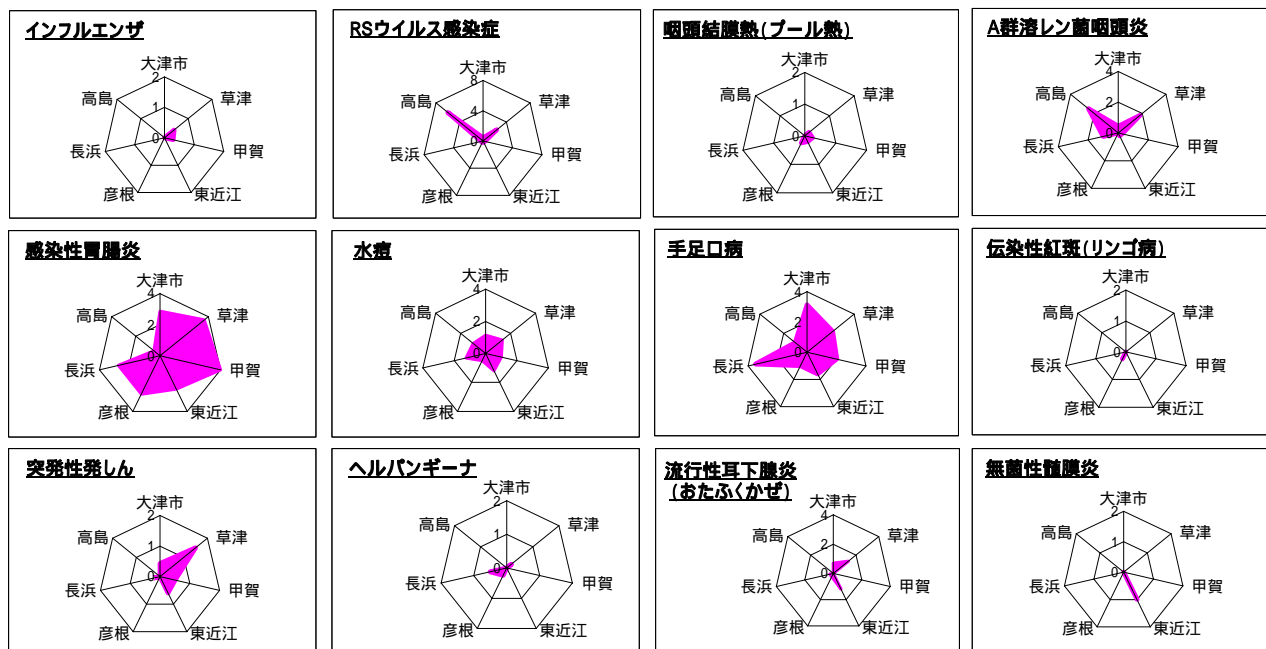 インフルエンザ
大津市
2
高島
草津
1
0
長浜
甲賀
彦根
東近江
RSウイルス感染症
大津市
8
高島
草津
4
0
長浜
甲賀
彦根
東近江
咽頭結膜熱(プール熱)
大津市
2
高島
草津
1
0
長浜
甲賀
彦根
東近江
A群溶レン菌咽頭炎
大津市
4
高島
草津
2
0
長浜
甲賀
彦根
東近江
感染性胃腸炎
大津市
4
高島
草津
2
0
長浜
甲賀
彦根
東近江
水痘
大津市
4
高島
草津
2
0
長浜
甲賀
彦根
東近江
手足口病
大津市
4
高島
草津
2
0
長浜
甲賀
彦根
東近江
伝染性紅斑(リンゴ病)
大津市
2
高島
草津
1
0
長浜
甲賀
彦根
東近江
突発性発しん
大津市
2
高島
草津
1
0
長浜
甲賀
彦根
東近江
ヘルパンギーナ
大津市
2
高島
草津
1
0
長浜
甲賀
彦根
東近江
流行性耳下腺炎
(おたふくかぜ)
大津市
4
高島
草津
2
0
長浜
甲賀
彦根
東近江
無菌性髄膜炎
大津市
2
高島
草津
1
0
長浜
甲賀
彦根
東近江